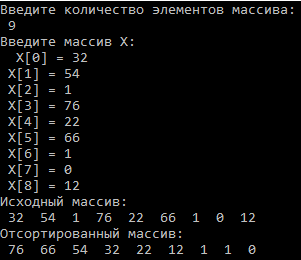 Введите количество элементов массива:
9
Введите массив X:
X[0] = 32
X[1] = 54
X[2] = 1
X[3] = 76
X[4] = 22
X[5] = 66
X[6] = 1
X[7] = 0
X[8] = 12
Исходный массив:
32 54 1 76 22 66 1 0 12
Отсортированный массив:
76 66 54 32 22 12 1 1 0